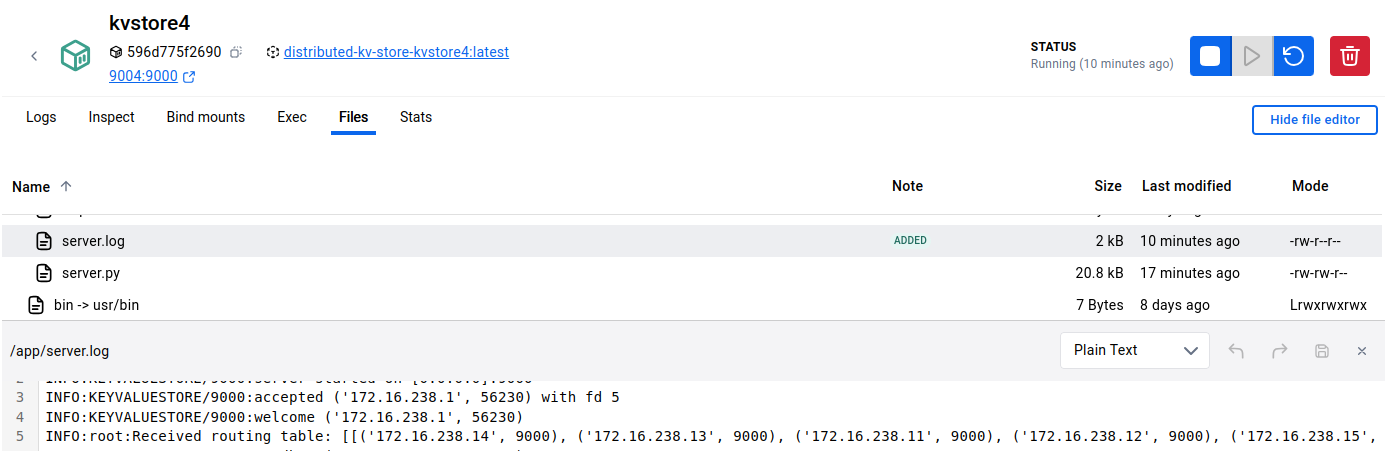 kvstore4
596d775f2690 distributed-kv-store-kvstore4:latest
9004:9000
STATUS
Running (10 minutes ago)
Logs Inspect Bind mounts Exec Files Stats
Hide file editor
Name Note Size Last modified Mode
server.log ADDED 2 kB 10 minutes ago -rw-r--r--
server.py 20.8 kB 17 minutes ago -rw-rw-r--
bin -> usr/bin 7 Bytes 8 days ago Lrwxrwxrwx
/app/server.log Plain Text
3 INFO:KEYVALUESTORE/9000:accepted ('172.16.238.1', 56230) with fd 5
4 INFO:KEYVALUESTORE/9000:welcome ('172.16.238.1', 56230)
5 INFO:root:Received routing table: [[('172.16.238.14', 9000), ('172.16.238.13', 9000), ('172.16.238.11', 9000), ('172.16.238.12', 9000), ('172.16.238.15',